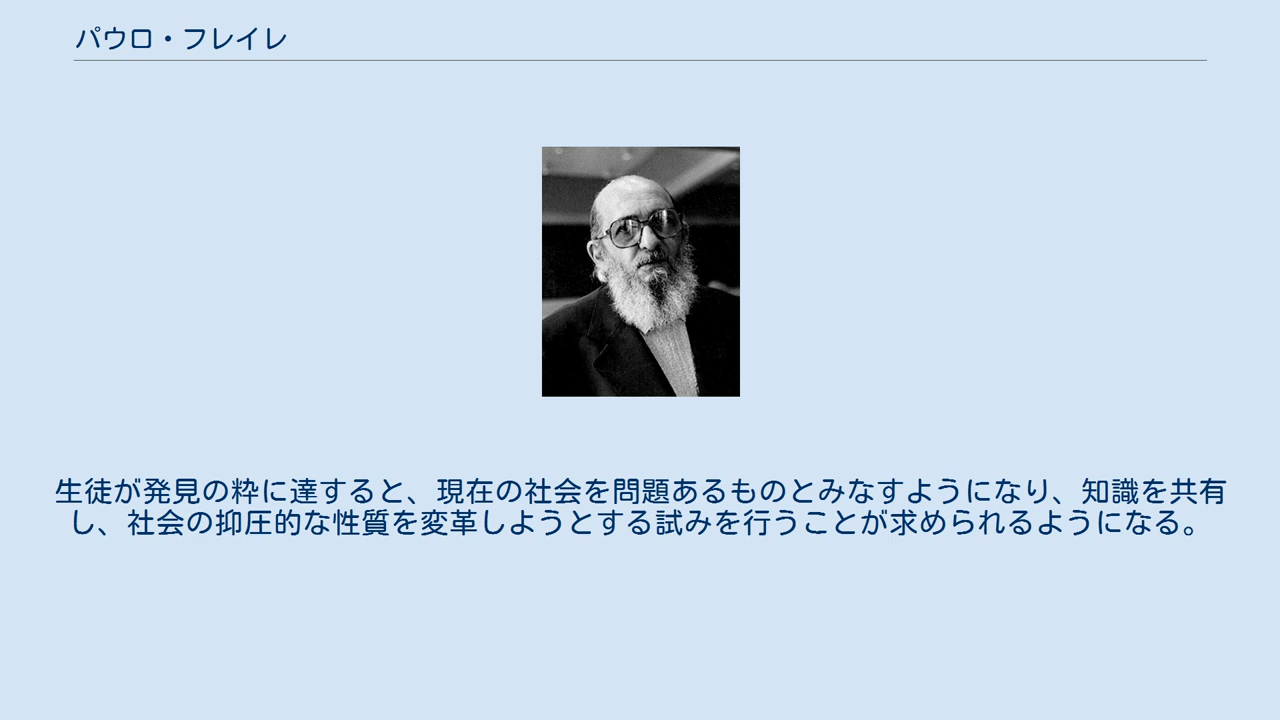 パウロ・フレイレ
生徒が発見の粋に達すると、現在の社会を問題あるものとみなすようになり、知識を共有
し、社会の抑圧的な性質を変革しようとする試みを行うことが求められるようになる。